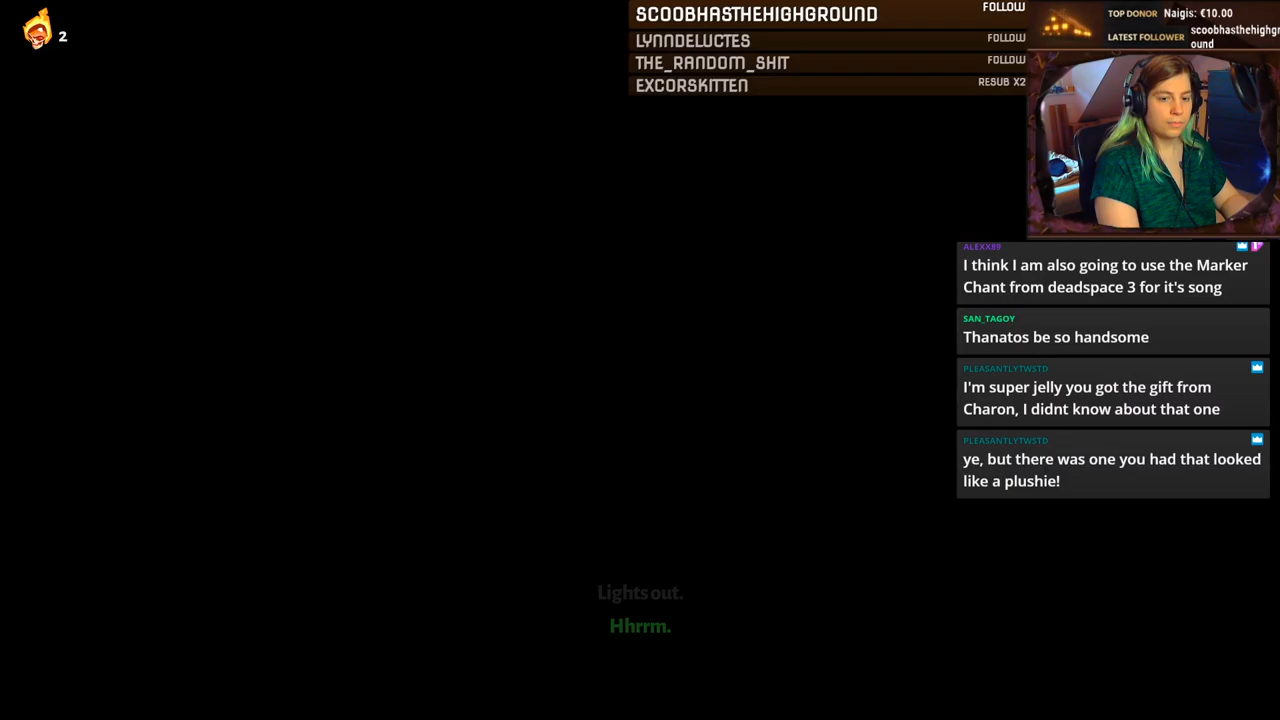 2
SCOOBHASTHEHIGHGROUND FOLLOW
LYNNDELUCTES FOLLOW
THE_RANDOM_SHIT FOLLOW
EXCORSKITTEN RESUB X2
TOP DONOR Naigis: €10.00
LATEST FOLLOWER scoobhasthehighgr
ound
ALEXX89
I think I am also going to use the Marker
Chant from deadspace 3 for it's song
SAN_TAGOY
Thanatos be so handsome
PLEASANTLYTWSTD
I'm super jelly you got the gift from
Charon, I didnt know about that one
PLEASANTLYTWSTD
ye, but there was one you had that looked
like a plushie!
Lights out.
Hhrrm.